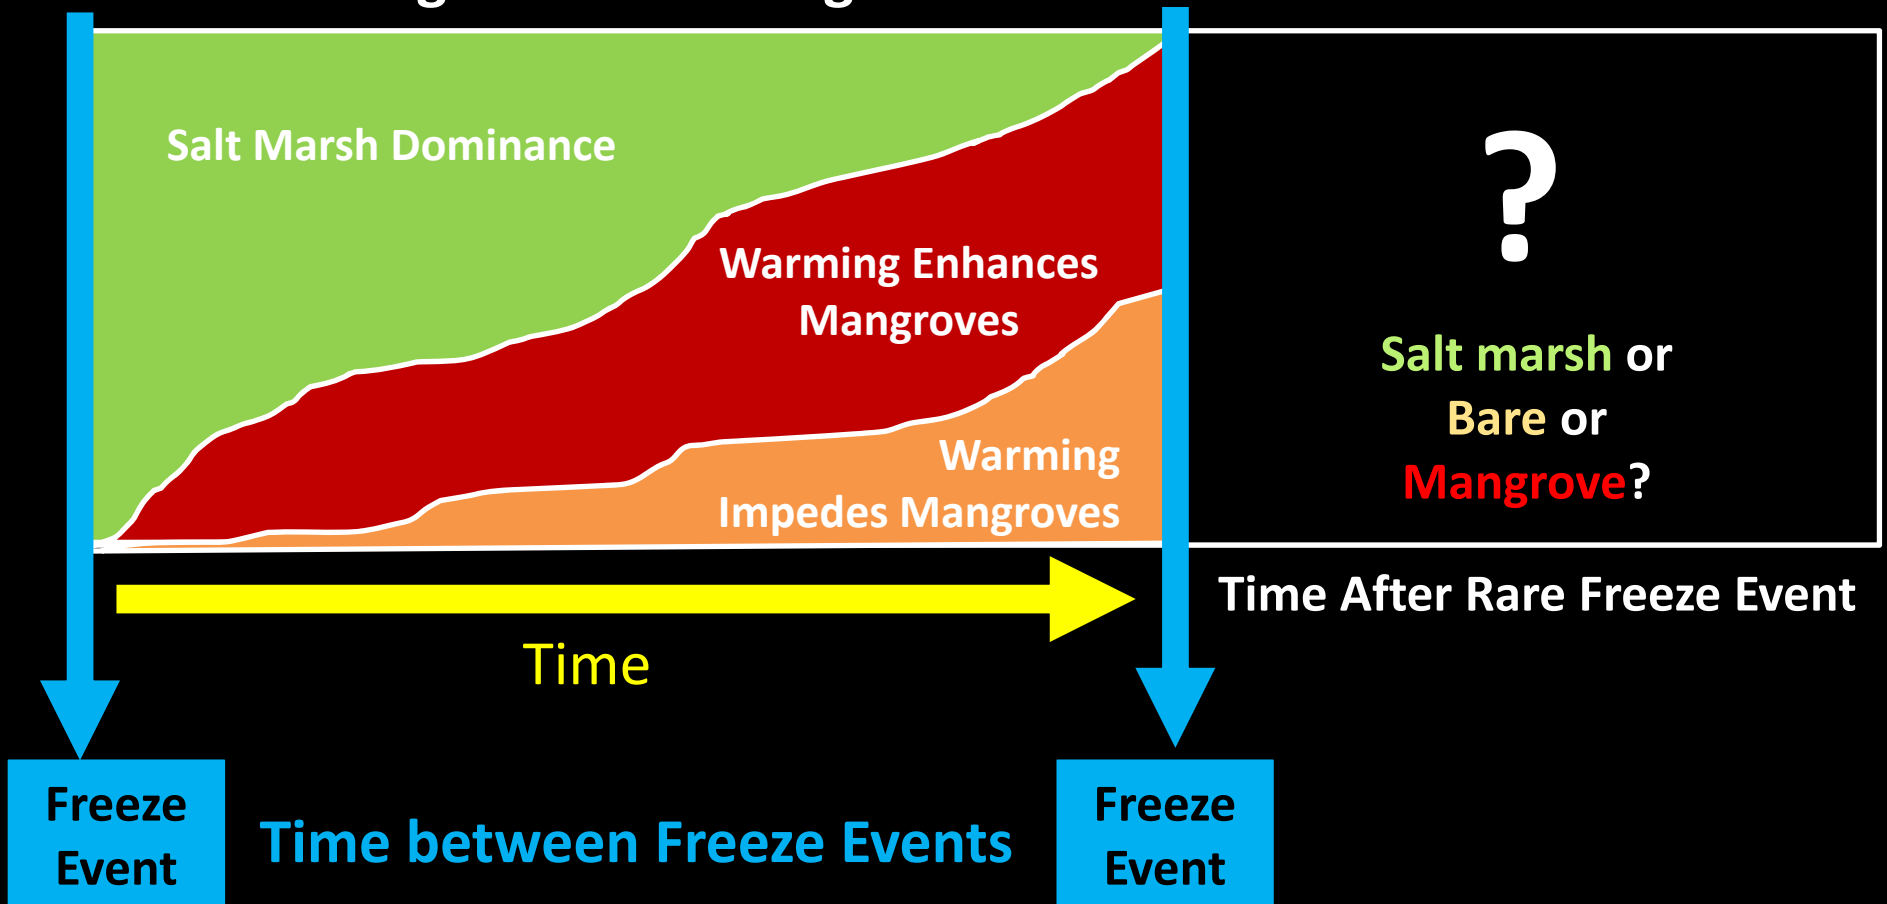 Salt Marsh Dominance
Warming Enhances
Mangroves
Warming
Impedes Mangroves
?
Salt marsh or
Bare or
Mangrove?
Time After Rare Freeze Event
Time
Freeze
Event
Time between Freeze Events
Freeze
Event